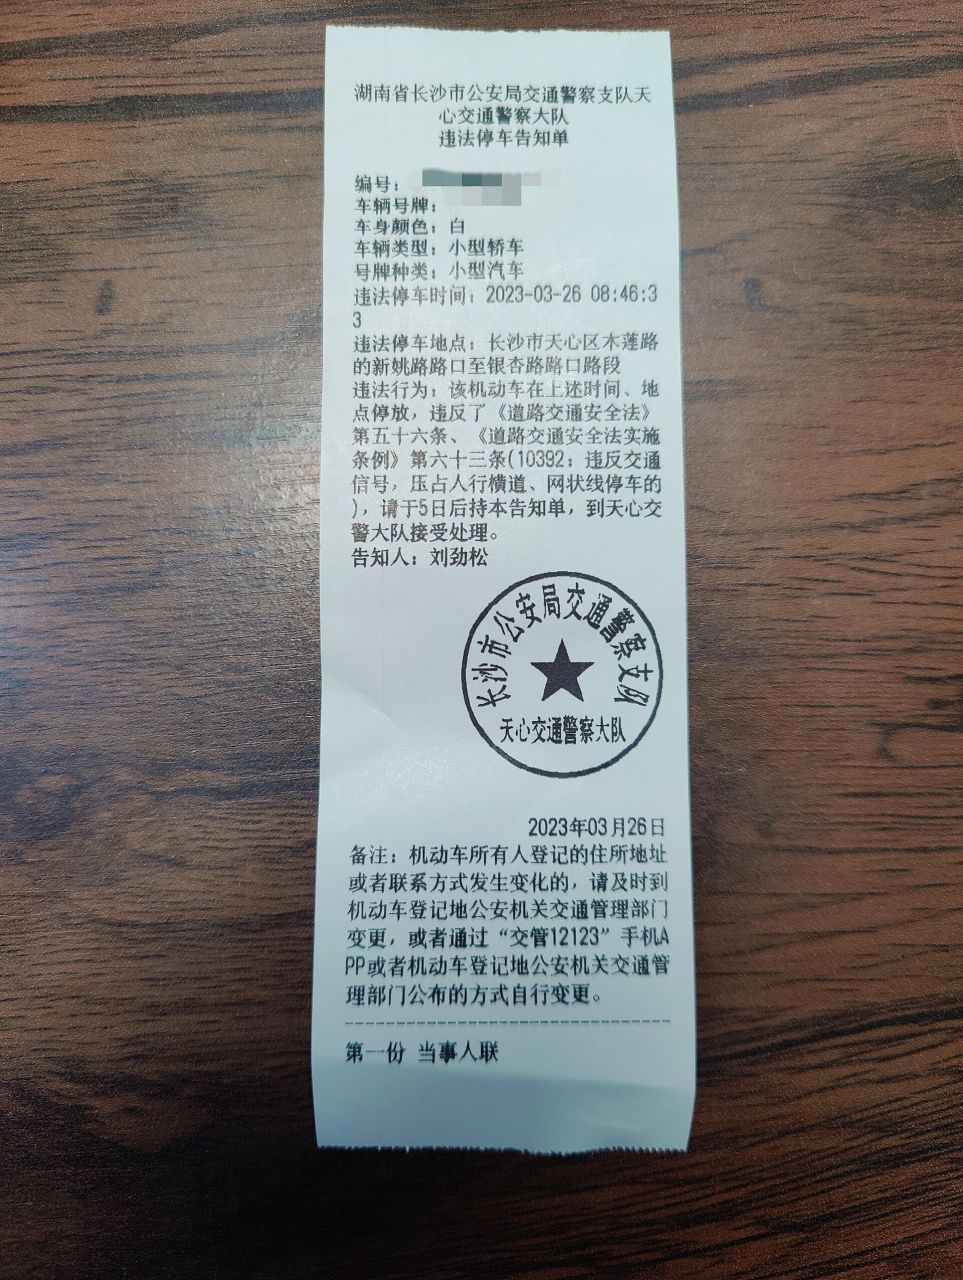 湖南省长沙市公安局交通警察支队天
心交通警察大队
违法停车告知单
编号：
车辆号牌：
车身颜色：白
车辆类型：小型轿车
号牌种类：小型汽车
违法停车时间：2023-03-26 08:46:3
3
违法停车地点：长沙市天心区木莲路
的新姚路路口至银杏路路口路段
违法行为：该机动车在上述时间、地
点停放，违反了《道路交通安全法》
第五十六条、《道路交通安全法实施
条例》第六十三条(10392：违反交通
信号，压占人行横道、网状线停车的
)，请于5日后持本告知单，到天心交
警大队接受处理。
告知人：刘劲松
长沙市公安局交通警察支队
天心交通警察大队
2023年03月26日
备注：机动车所有人登记的住所地址
或者联系方式发生变化的，请及时到
机动车登记地公安机关交通管理部门
变更，或者通过“交管12123”手机A
PP或者机动车登记地公安机关交通管
理部门公布的方式自行变更。
第一份 当事人联